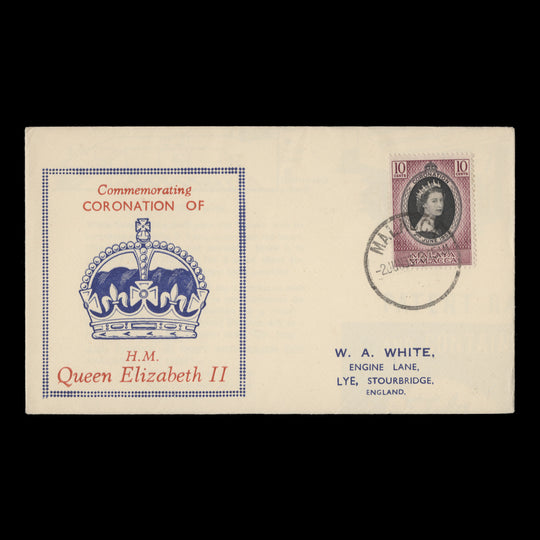 Commemorating
CORONATION OF
H.M.
Queen Elizabeth II
10 10
CENTS CENTS
CORONATION
MALAYA
MALACCA
W. A. WHITE,
ENGINE LANE,
LYE, STOURBRIDGE,
ENGLAND.